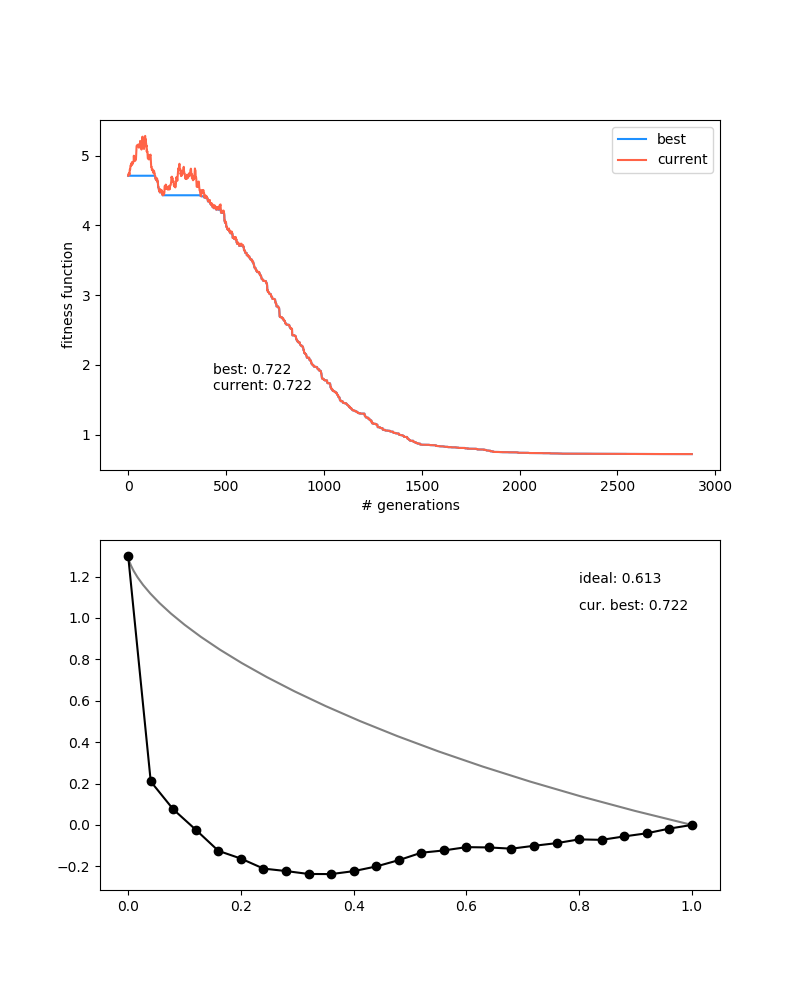 best
current
5
4
3
2
1
fitness function
best: 0.722
current: 0.722
0 500 1000 1500 2000 2500 3000
# generations
1.2
1.0
0.8
0.6
0.4
0.2
0.0
−0.2
ideal: 0.613
cur. best: 0.722
0.0 0.2 0.4 0.6 0.8 1.0